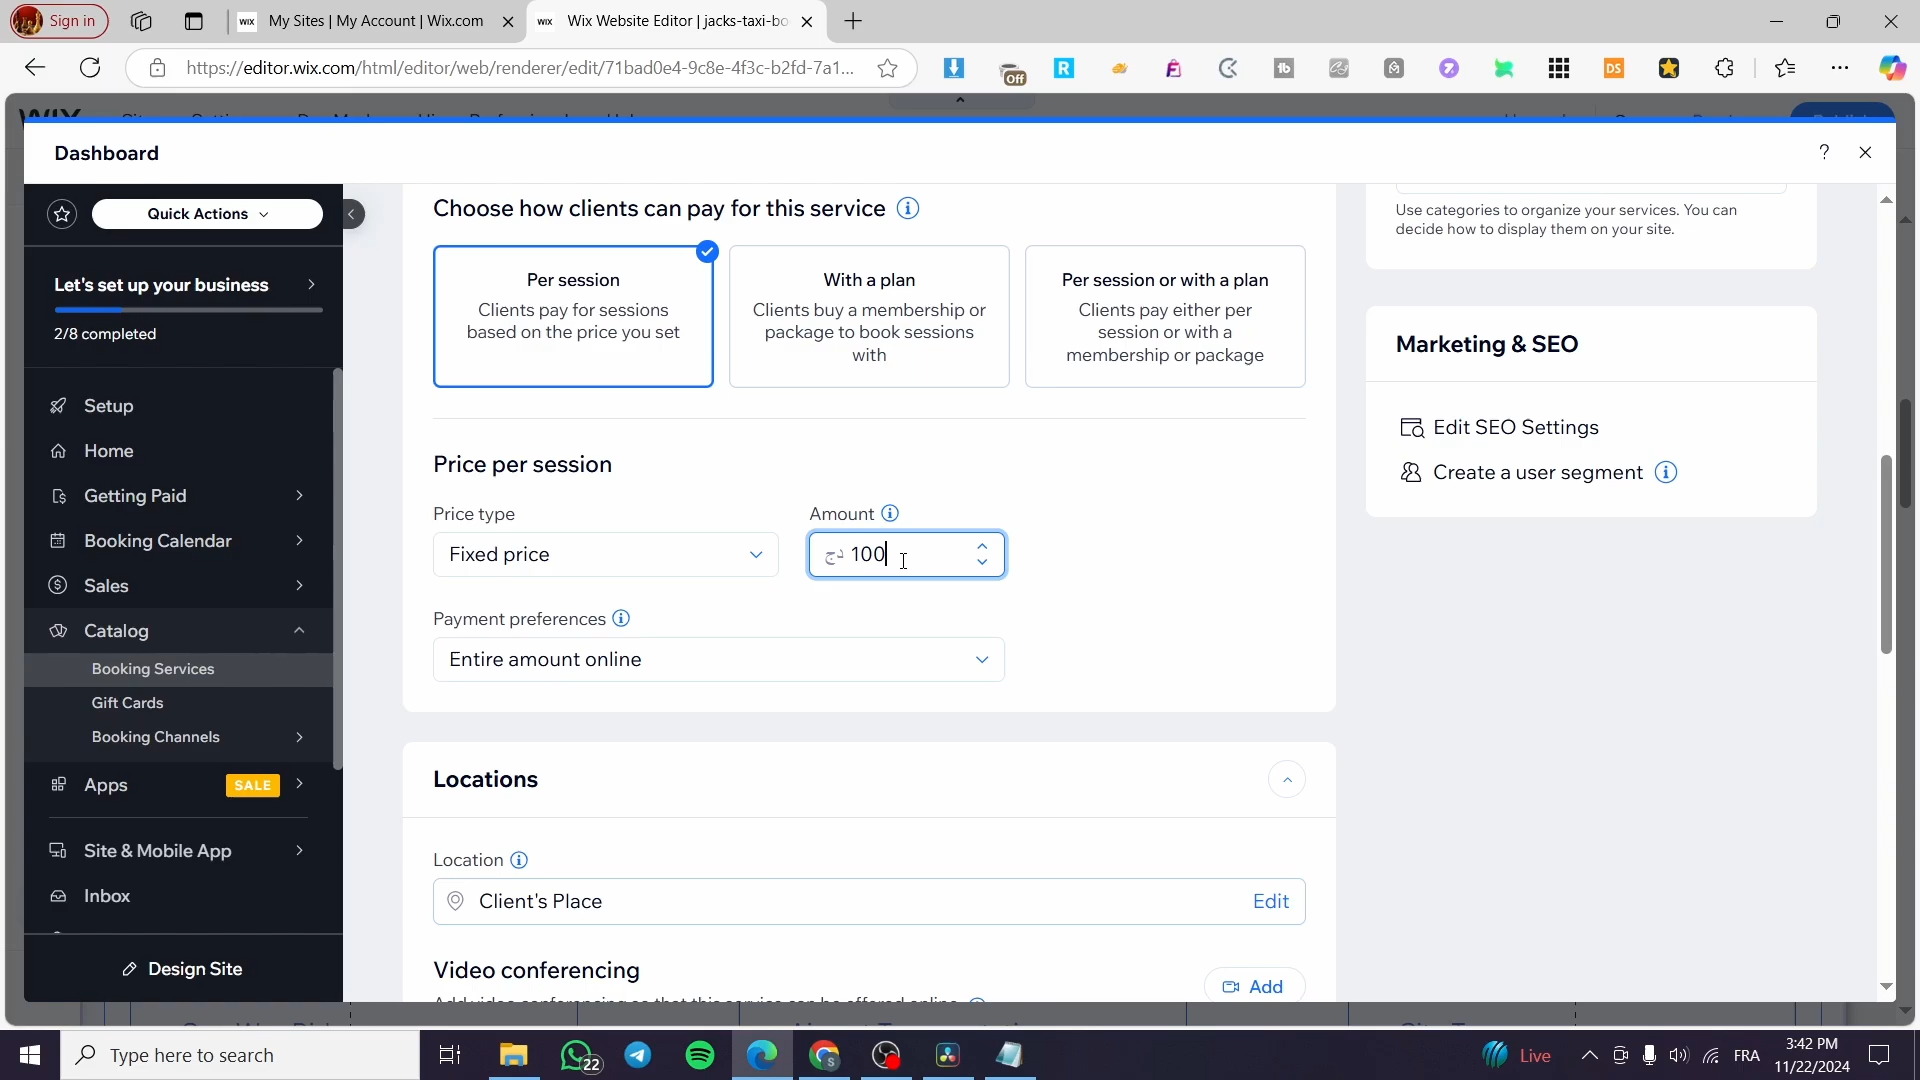 Sign in
My Sites | My Account | Wix.com
Wix Website Editor | jacks-taxi-bo
https://editor.wix.com/html/editor/web/renderer/edit/71bad0e4-9c8e-4f3c-b2fd-7a1...
Off
Dashboard
?
Quick Actions
Let's set up your business
2/8 completed
Setup
Home
Getting Paid
Booking Calendar
Sales
Catalog
Booking Services
Gift Cards
Booking Channels
Apps
SALE
Site & Mobile App
Inbox
Design Site
Choose how clients can pay for this service
Per session
Clients pay for sessions
based on the price you set
With a plan
Clients buy a membership or
package to book sessions
with
Per session or with a plan
Clients pay either per
session or with a
membership or package
Price per session
Price type
Amount
Fixed price
دج 100
Payment preferences
Entire amount online
Locations
Location
Client's Place
Edit
Video conferencing
Add
Use categories to organize your services. You can
decide how to display them on your site.
Marketing & SEO
Edit SEO Settings
Create a user segment
Type here to search
22
Live
FRA
3:42 PM
11/22/2024